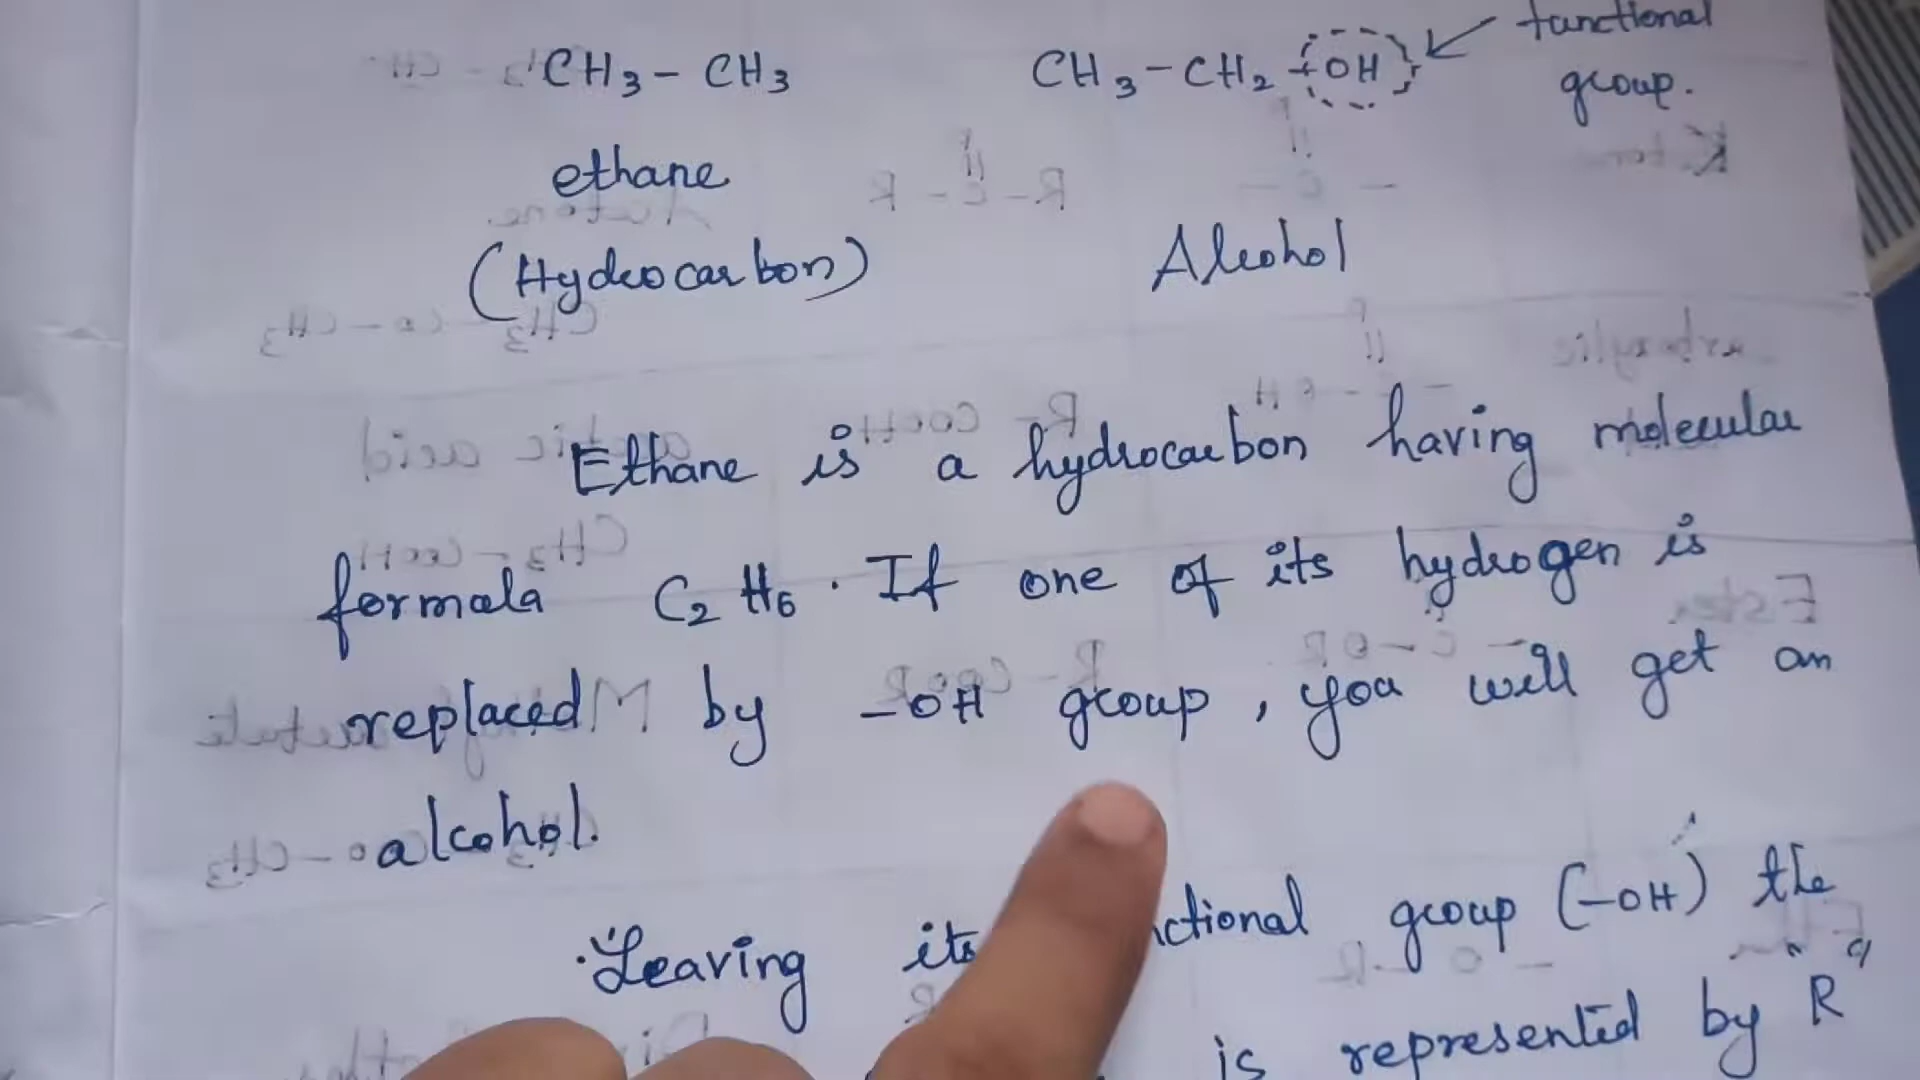 CH3 - CH3 CH3 - CH2 - OH functional group.
ethane
(Hydrocarbon) Alcohol
Ethane is a hydrocarbon having molecular
formula C2 H6. If one of its hydrogen is
replaced by -OH group, you will get an
alcohol.
"Leaving its group (-OH) the
is represented by "R"